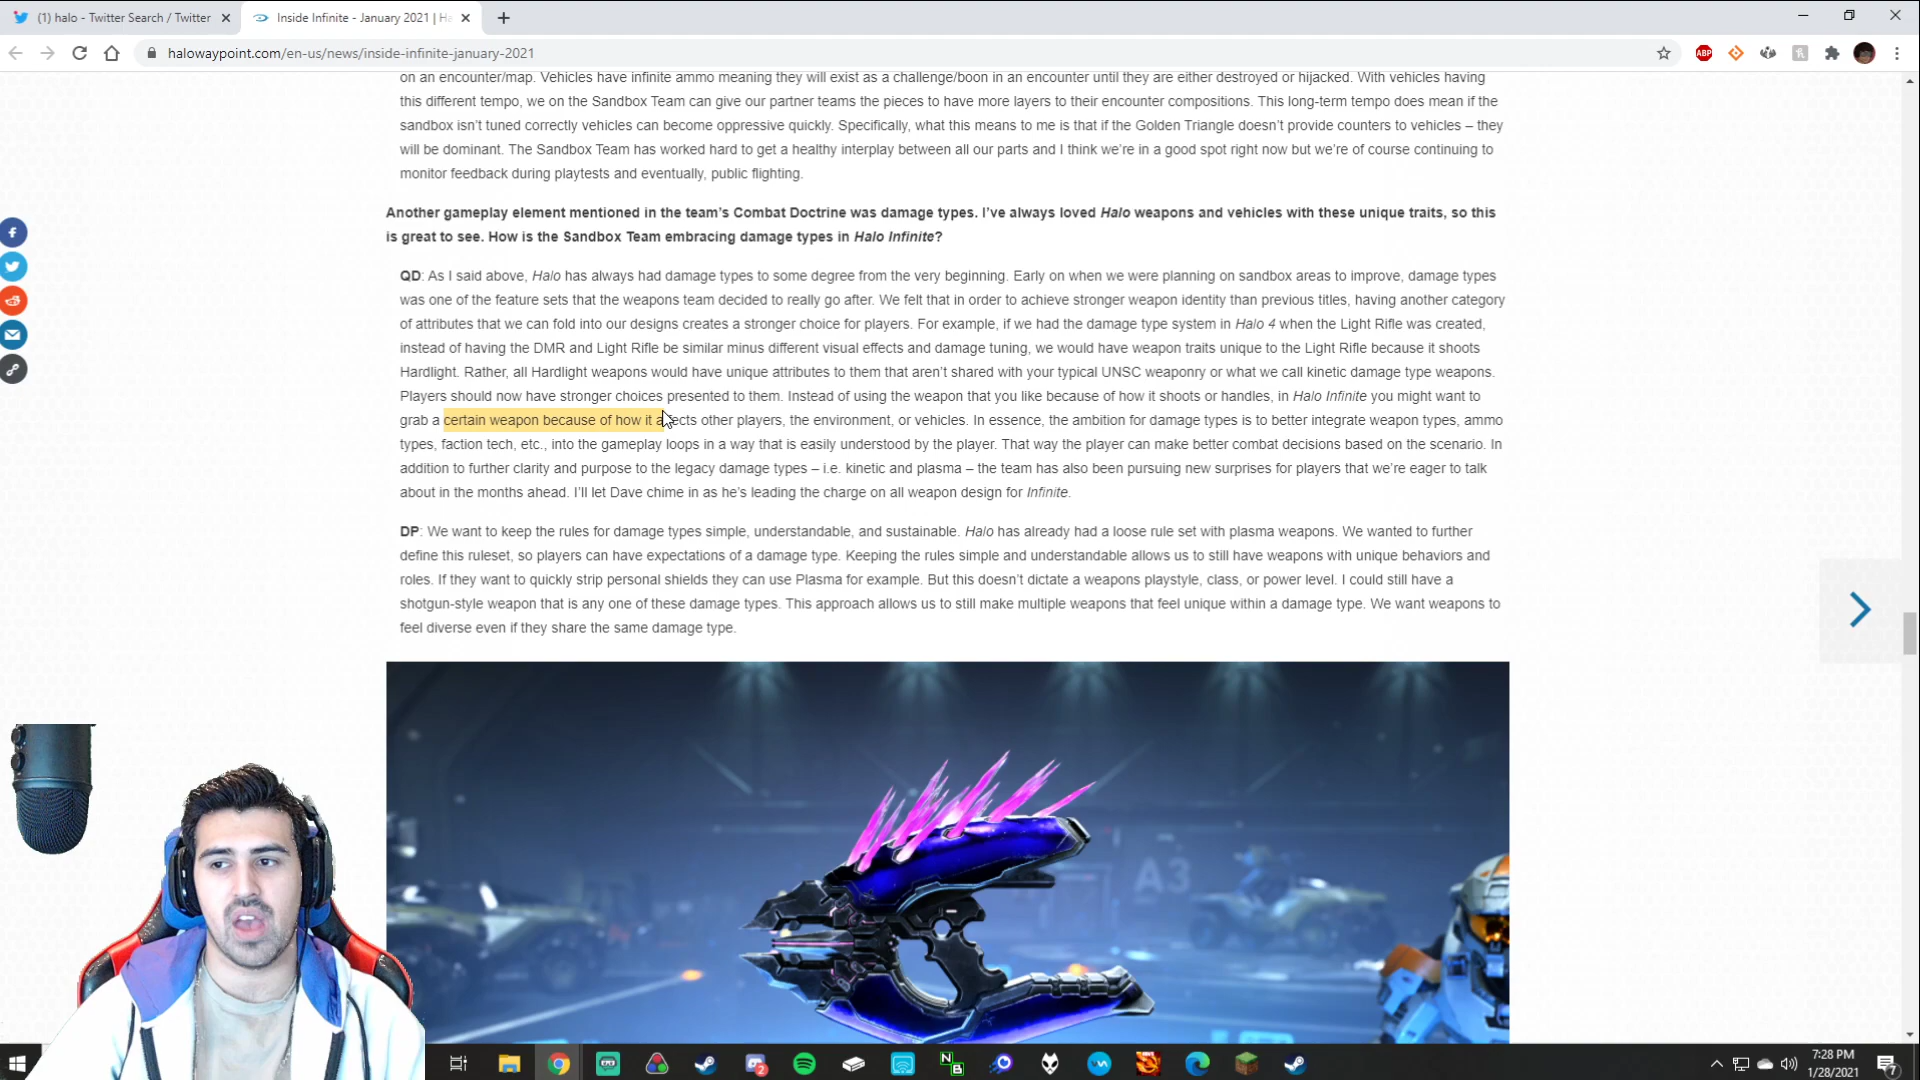 (1) halo - Twitter Search / Twitter
Inside Infinite - January 2021 | Ha
halowaypoint.com/en-us/news/inside-infinite-january-2021
ABP
on an encounter/map. Vehicles have infinite ammo meaning they will exist as a challenge/boon in an encounter until they are either destroyed or hijacked. With vehicles having
this different tempo, we on the Sandbox Team can give our partner teams the pieces to have more layers to their encounter compositions. This long-term tempo does mean if the
sandbox isn't tuned correctly vehicles can become oppressive quickly. Specifically, what this means to me is that if the Golden Triangle doesn't provide counters to vehicles – they
will be dominant. The Sandbox Team has worked hard to get a healthy interplay between all our parts and I think we're in a good spot right now but we're of course continuing to
monitor feedback during playtests and eventually, public flighting.
Another gameplay element mentioned in the team's Combat Doctrine was damage types. I've always loved Halo weapons and vehicles with these unique traits, so this
is great to see. How is the Sandbox Team embracing damage types in Halo Infinite?
QD: As I said above, Halo has always had damage types to some degree from the very beginning. Early on when we were planning on sandbox areas to improve, damage types
was one of the feature sets that the weapons team decided to really go after. We felt that in order to achieve stronger weapon identity than previous titles, having another category
of attributes that we can fold into our designs creates a stronger choice for players. For example, if we had the damage type system in Halo 4 when the Light Rifle was created,
instead of having the DMR and Light Rifle be similar minus different visual effects and damage tuning, we would have weapon traits unique to the Light Rifle because it shoots
Hardlight. Rather, all Hardlight weapons would have unique attributes to them that aren't shared with your typical UNSC weaponry or what we call kinetic damage type weapons.
Players should now have stronger choices presented to them. Instead of using the weapon that you like because of how it shoots or handles, in Halo Infinite you might want to
grab a certain weapon because of how it affects other players, the environment, or vehicles. In essence, the ambition for damage types is to better integrate weapon types, ammo
types, faction tech, etc., into the gameplay loops in a way that is easily understood by the player. That way the player can make better combat decisions based on the scenario. In
addition to further clarity and purpose to the legacy damage types – i.e. kinetic and plasma – the team has also been pursuing new surprises for players that we're eager to talk
about in the months ahead. I'll let Dave chime in as he's leading the charge on all weapon design for Infinite.
DP: We want to keep the rules for damage types simple, understandable, and sustainable. Halo has already had a loose rule set with plasma weapons. We wanted to further
define this ruleset, so players can have expectations of a damage type. Keeping the rules simple and understandable allows us to still have weapons with unique behaviors and
roles. If they want to quickly strip personal shields they can use Plasma for example. But this doesn't dictate a weapons playstyle, class, or power level. I could still have a
shotgun-style weapon that is any one of these damage types. This approach allows us to still make multiple weapons that feel unique within a damage type. We want weapons to
feel diverse even if they share the same damage type.
A3
2
N
B
7:28 PM
1/28/2021
7